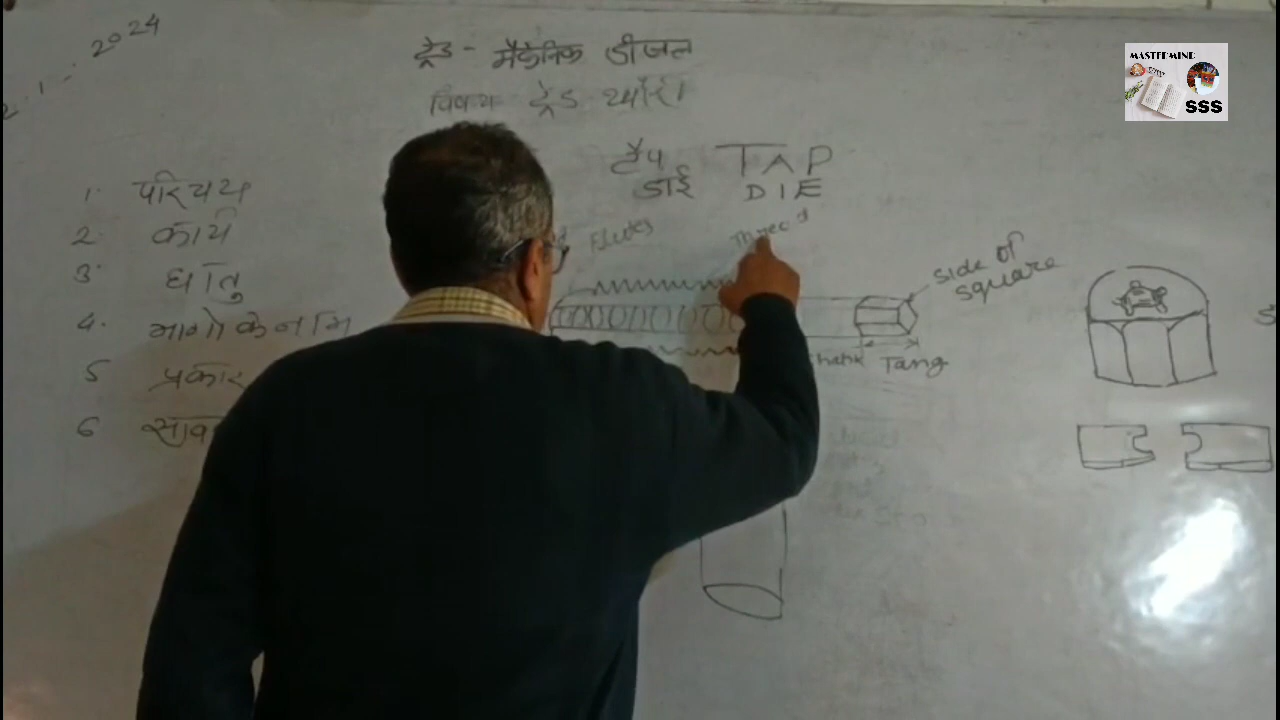 2024
ट्रेड - मैकेनिक डीजल
विषय ट्रेड थ्योरी
टैप TAP
डाई DIE
1. परिचय
2. कार्य
3. धातु
4. भागो के नाम
5 प्रकार
6 साव
Flutes
Thread
side of
square
Shank Tang
MASTERMIND
SSS